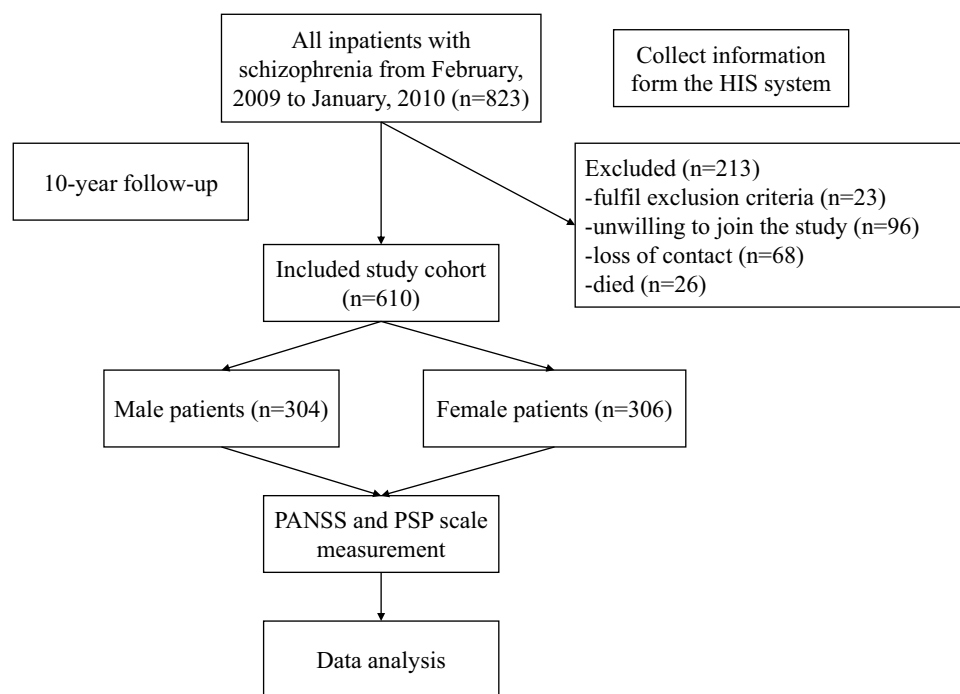 All inpatients with
schizophrenia from February,
2009 to January, 2010 (n=823)
Collect information
form the HIS system
10-year follow-up
Excluded (n=213)
-fulfil exclusion criteria (n=23)
-unwilling to join the study (n=96)
-loss of contact (n=68)
-died (n=26)
Included study cohort
(n=610)
Male patients (n=304)
Female patients (n=306)
PANSS and PSP scale
measurement
Data analysis